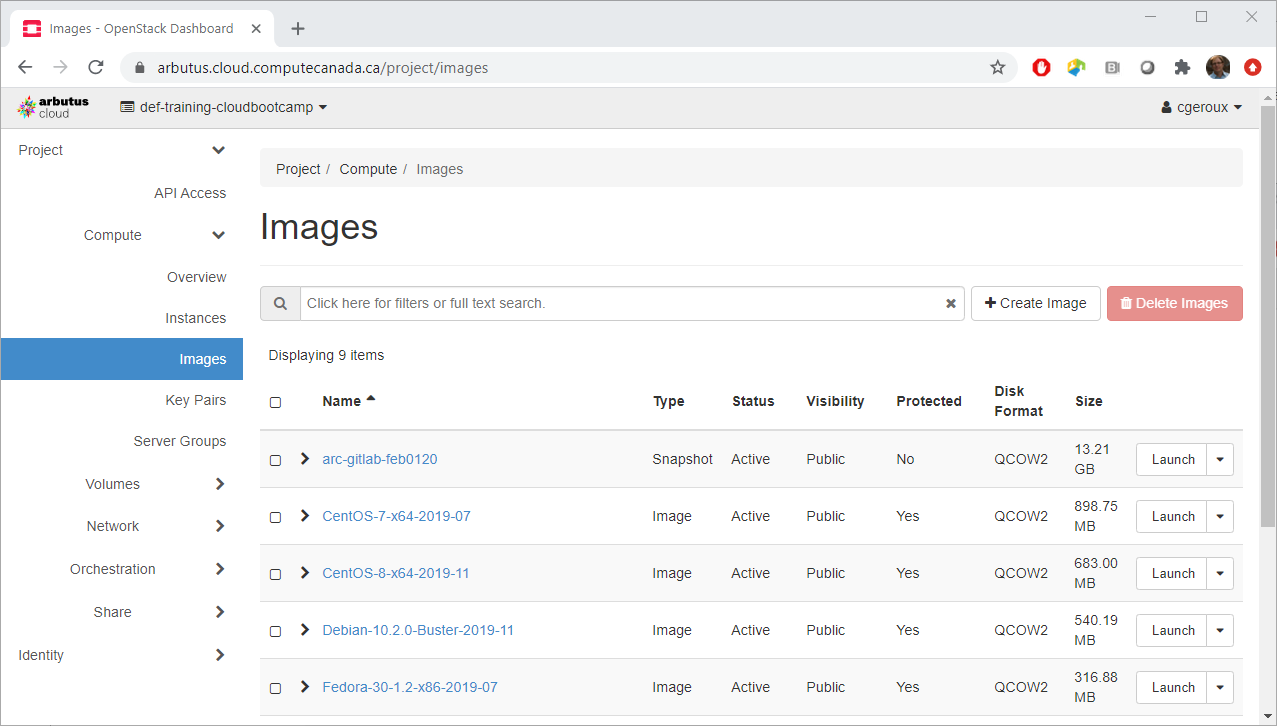 Images - OpenStack Dashboard
arbutus.cloud.computecanada.ca/project/images
arbutus cloud
def-training-cloudbootcamp
cgeroux
Project
API Access
Compute
Overview
Instances
Images
Key Pairs
Server Groups
Volumes
Network
Orchestration
Share
Identity
Project / Compute / Images
Images
Click here for filters or full text search.
Create Image
Delete Images
Displaying 9 items
Name Type Status Visibility Protected Disk Format Size
arc-gitlab-feb0120 Snapshot Active Public No QCOW2 13.21 GB Launch
CentOS-7-x64-2019-07 Image Active Public Yes QCOW2 898.75 MB Launch
CentOS-8-x64-2019-11 Image Active Public Yes QCOW2 683.00 MB Launch
Debian-10.2.0-Buster-2019-11 Image Active Public Yes QCOW2 540.19 MB Launch
Fedora-30-1.2-x86-2019-07 Image Active Public Yes QCOW2 316.88 MB Launch